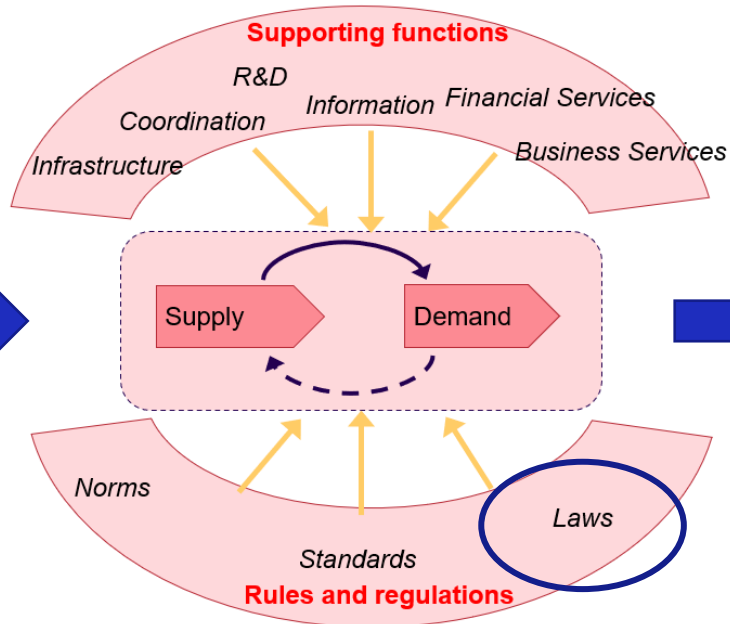 Supporting functions
R&D
Information
Financial Services
Coordination
Business Services
Infrastructure
Supply
Demand
Norms
Laws
Standards
Rules and regulations